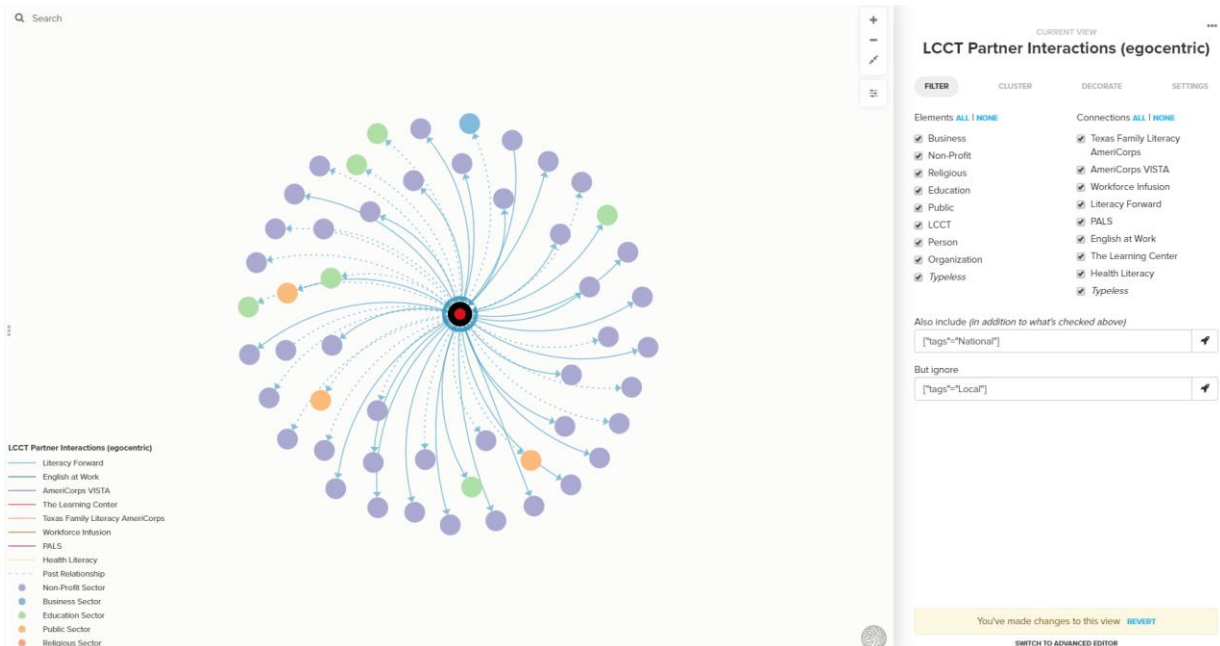 Search
LCCT Partner Interactions (egocentric)
Literacy Forward
English at Work
AmeriCorps VISTA
The Learning Center
Texas Family Literacy AmeriCorps
Workforce Infusion
PALS
Health Literacy
Past Relationship
Non-Profit Sector
Business Sector
Education Sector
Public Sector
Religious Sector
CURRENT VIEW
LCCT Partner Interactions (egocentric)
FILTER CLUSTER DECORATE SETTINGS
Elements ALL | NONE
Business
Non-Profit
Religious
Education
Public
LCCT
Person
Organization
Typeless
Connections ALL | NONE
Texas Family Literacy
AmeriCorps
AmeriCorps VISTA
Workforce Infusion
Literacy Forward
PALS
English at Work
The Learning Center
Health Literacy
Typeless
Also include (in addition to what's checked above)
["tags"="National"]
But ignore
["tags"="Local"]
You've made changes to this view REVERT
SWITCH TO ADVANCED EDITOR